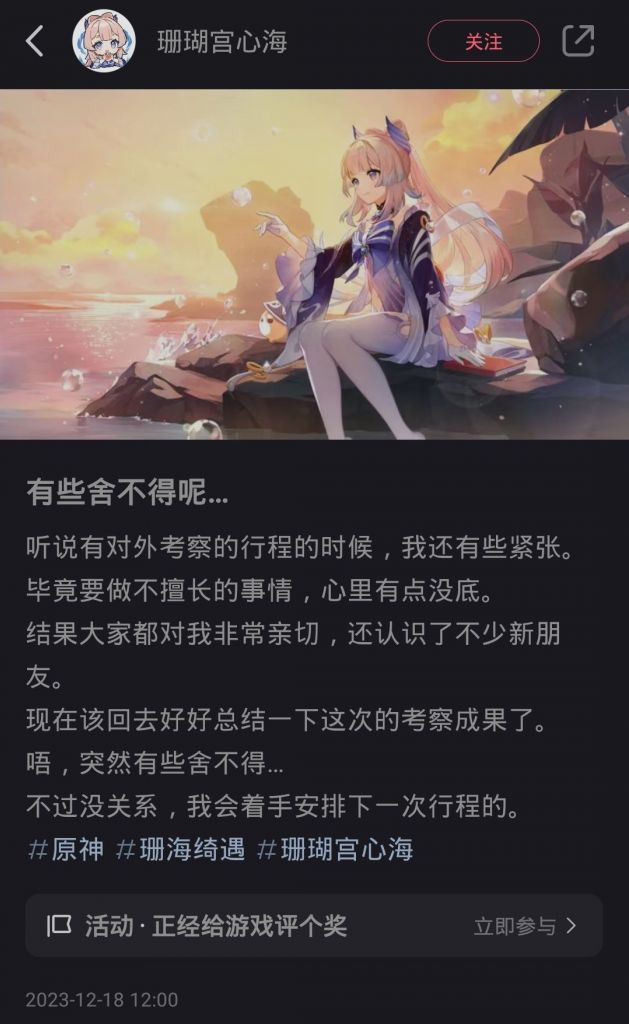 珊瑚宫心海
关注
有些舍不得呢...
听说有对外考察的行程的时候，我还有些紧张。
毕竟要做不擅长的事情，心里有点没底。
结果大家都对我非常亲切，还认识了不少新朋
友。
现在该回去好好总结一下这次的考察成果了。
唔，突然有些舍不得...
不过没关系，我会着手安排下一次行程的。
#原神 #珊海绮遇 #珊瑚宫心海
活动·正经给游戏评个奖 立即参与
2023-12-18 12:00